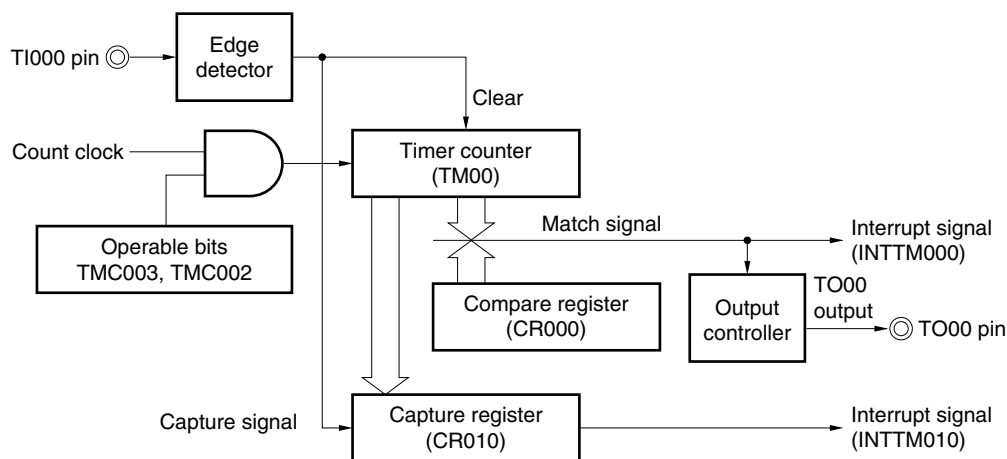 TI000 pin
Edge
detector
Clear
Count clock
Timer counter
(TM00)
Operable bits
TMC003, TMC002
Match signal
Interrupt signal
(INTTM000)
Compare register
(CR000)
Output
controller
TO00
output
TO00 pin
Capture signal
Capture register
(CR010)
Interrupt signal
(INTTM010)